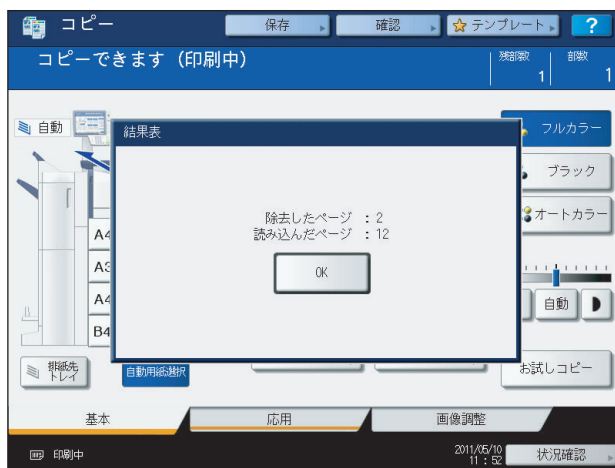 コピー
保存
確認
テンプレート
?
コピーできます (印刷中)
残部数
1
部数
1
自動
結果表
フルカラー
ブラック
オートカラー
除去したページ : 2
読み込んだページ : 12
OK
A4
A3
A4
B4
自動
排紙先
トレイ
自動用紙選択
お試しコピー
基本
応用
画像調整
印刷中
2011/05/10
11 : 52
状況確認